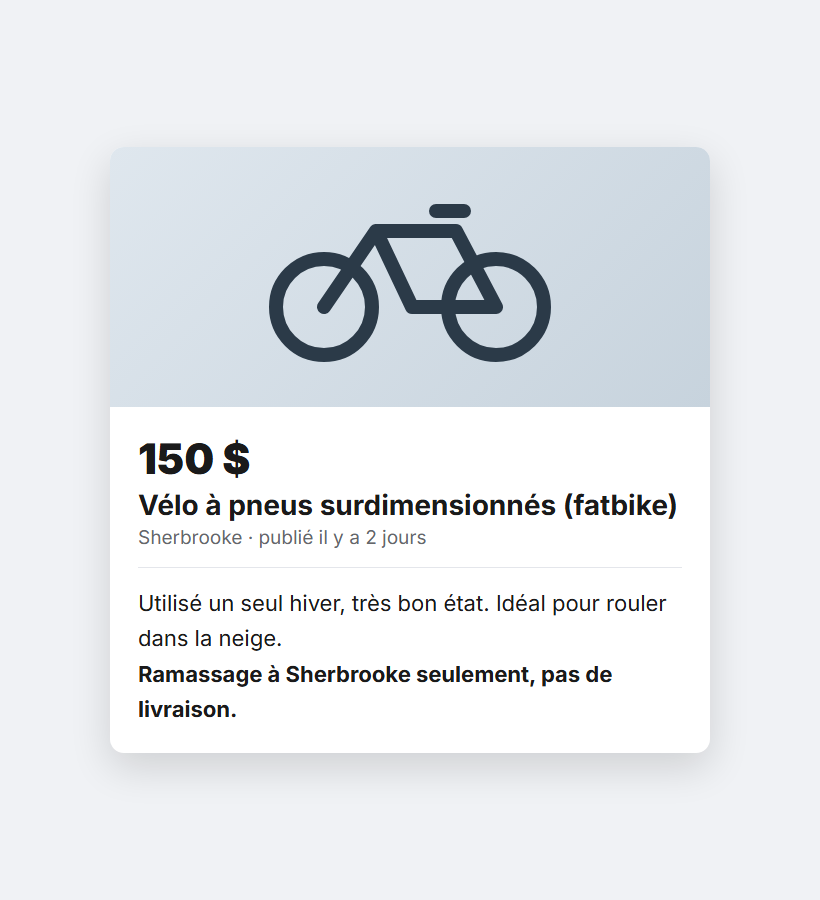 150 $
Vélo à pneus surdimensionnés (fatbike)
Sherbrooke · publié il y a 2 jours
Utilisé un seul hiver, très bon état. Idéal pour rouler
dans la neige.
Ramassage à Sherbrooke seulement, pas de
livraison.